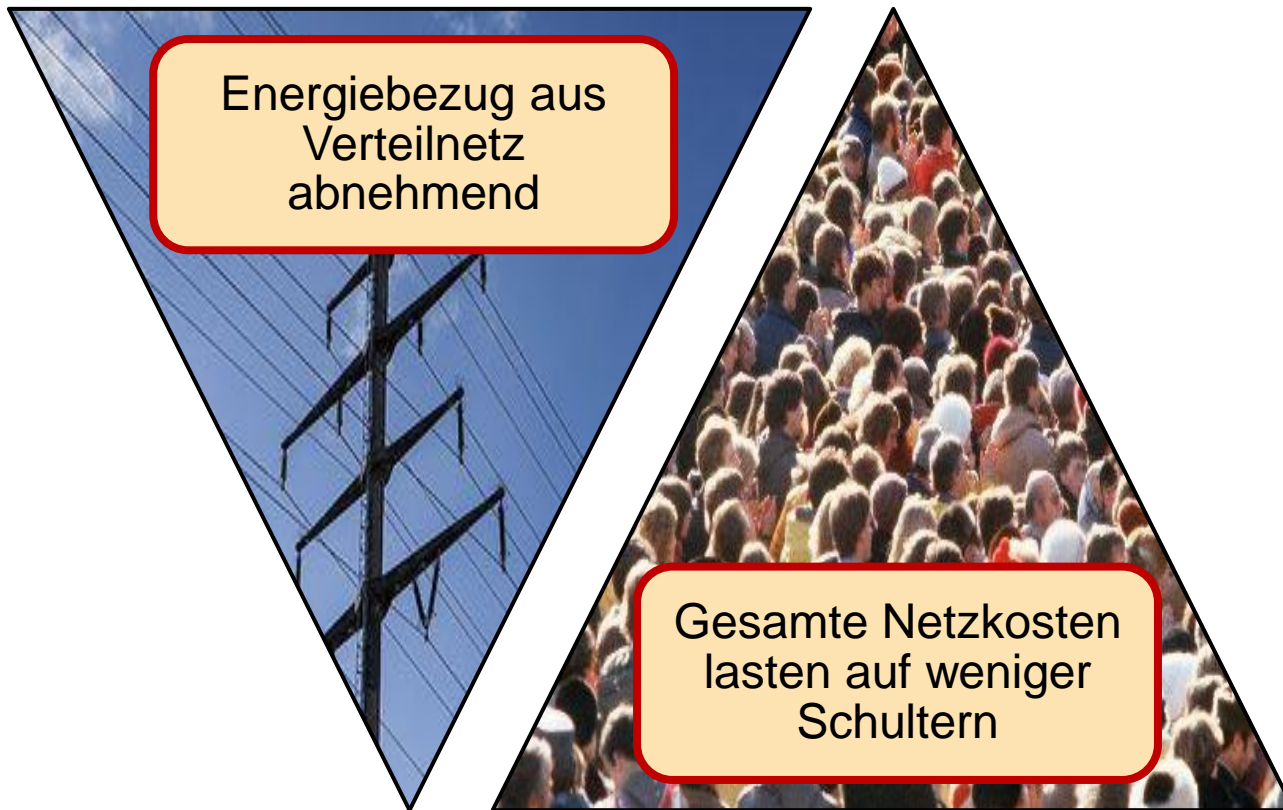 Energiebezug aus
Verteilnetz
abnehmend
Gesamte Netzkosten
lasten auf weniger
Schultern